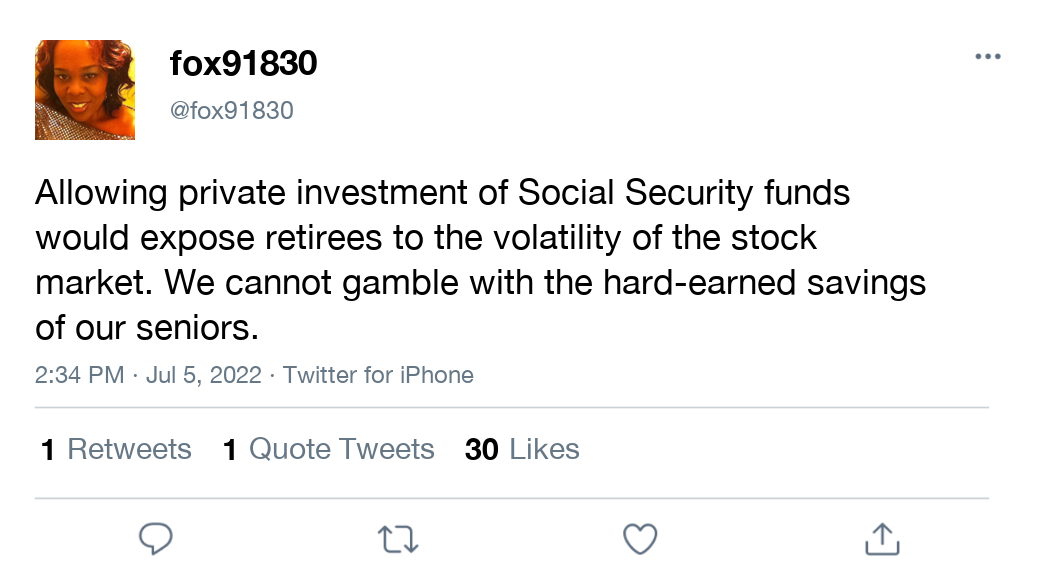 fox91830
@fox91830
Allowing private investment of Social Security funds
would expose retirees to the volatility of the stock
market. We cannot gamble with the hard-earned savings
of our seniors.
2:34 PM · Jul 5, 2022 · Twitter for iPhone
1 Retweets 1 Quote Tweets 30 Likes